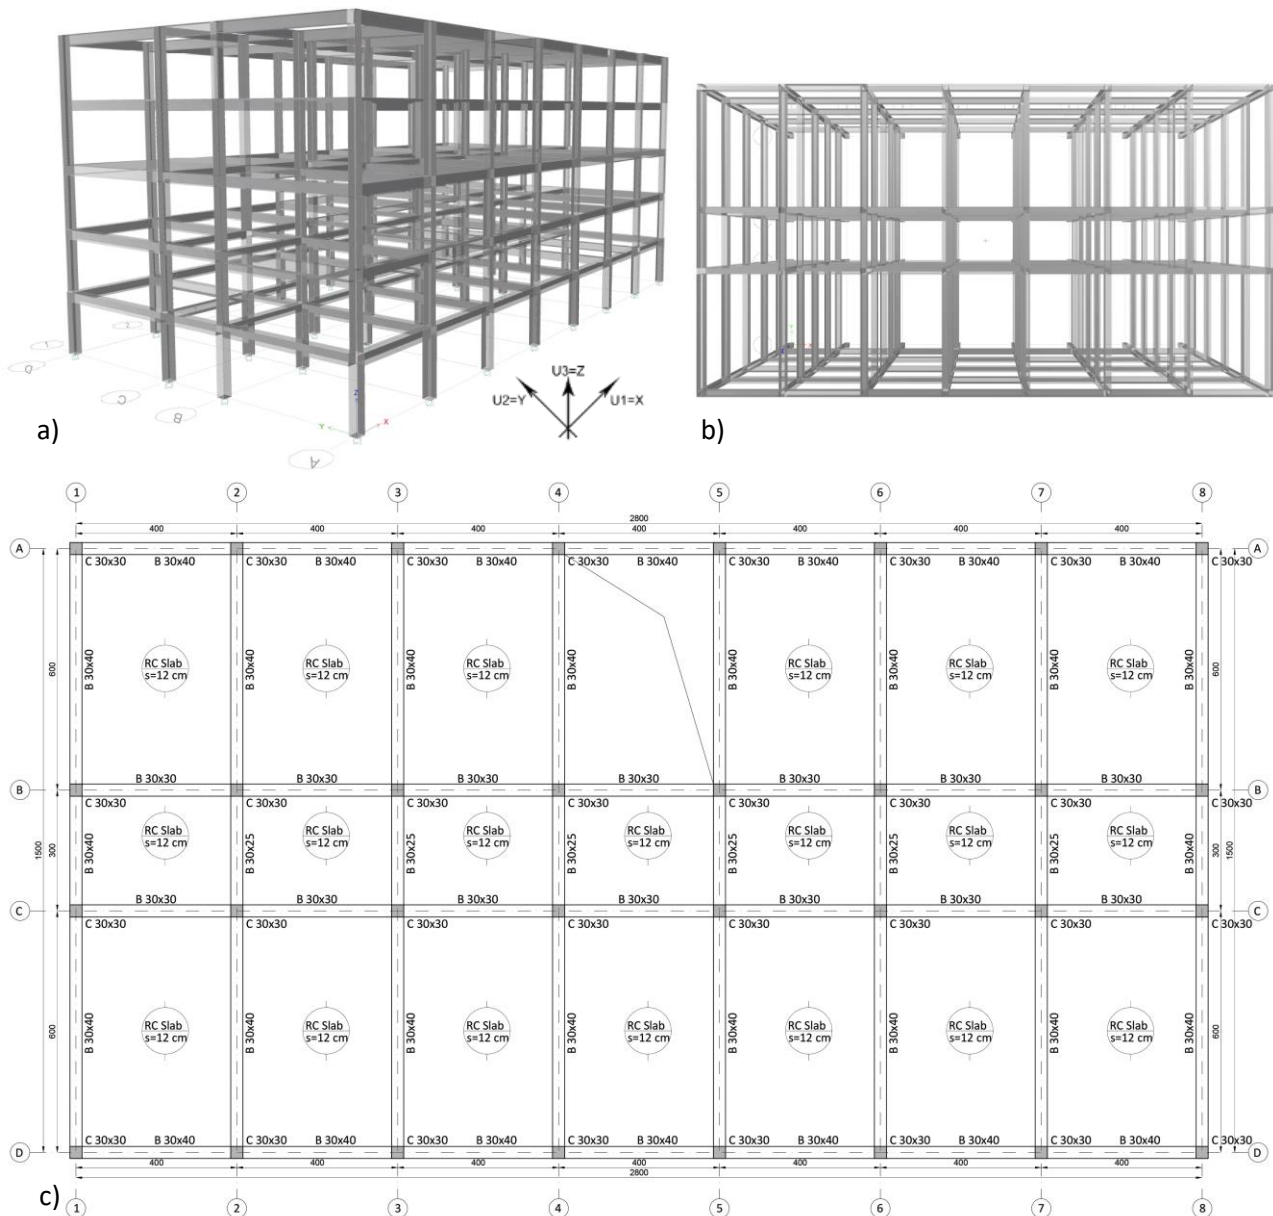 2
1
D
C
B
A
Z
Y
X
U3=Z
U2=Y
U1=X
a)
Y
X
b)
1 2 3 4 5 6 7 8
2800
400 400 400 400 400 400 400
A A
C 30x30 B 30x40 C 30x30 B 30x40 C 30x30 B 30x40 C 30x30 B 30x40 C 30x30 B 30x40 C 30x30 B 30x40 C 30x30 B 30x40 C 30x30
600 B 30x40 B 30x40 B 30x40 B 30x40 B 30x40 B 30x40 B 30x40 B 30x40 600
RC Slab RC Slab RC Slab RC Slab RC Slab RC Slab
s=12 cm s=12 cm s=12 cm s=12 cm s=12 cm s=12 cm
B 30x30 B 30x30 B 30x30 B 30x30 B 30x30 B 30x30 B 30x30
B B
C 30x30 C 30x30 C 30x30 C 30x30 C 30x30 C 30x30 C 30x30 C 30x30
1500 300 B 30x40 B 30x25 B 30x25 B 30x25 B 30x25 B 30x25 B 30x25 B 30x40 300 1500
RC Slab RC Slab RC Slab RC Slab RC Slab RC Slab RC Slab
s=12 cm s=12 cm s=12 cm s=12 cm s=12 cm s=12 cm s=12 cm
B 30x30 B 30x30 B 30x30 B 30x30 B 30x30 B 30x30 B 30x30
C C
C 30x30 C 30x30 C 30x30 C 30x30 C 30x30 C 30x30 C 30x30 C 30x30
600 B 30x40 B 30x40 B 30x40 B 30x40 B 30x40 B 30x40 B 30x40 B 30x40 600
RC Slab RC Slab RC Slab RC Slab RC Slab RC Slab RC Slab
s=12 cm s=12 cm s=12 cm s=12 cm s=12 cm s=12 cm s=12 cm
C 30x30 B 30x40 C 30x30 B 30x40 C 30x30 B 30x40 C 30x30 B 30x40 C 30x30 B 30x40 C 30x30 B 30x40 C 30x30 B 30x40 C 30x30
D D
400 400 400 400 400 400 400
2800
c)
1 2 3 4 5 6 7 8